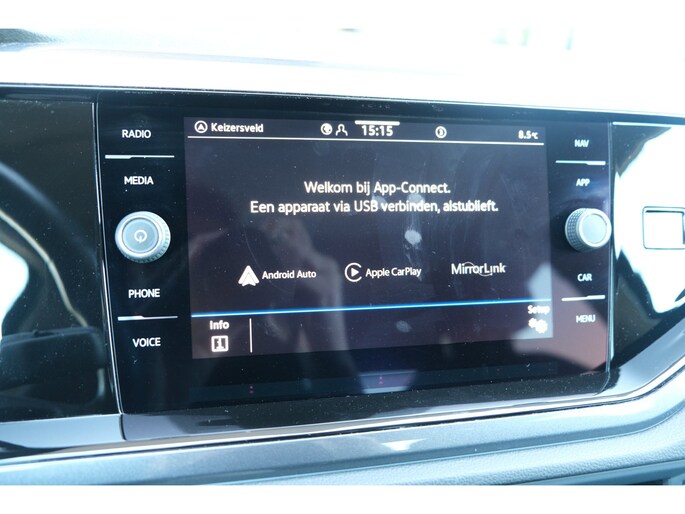 RADIO
MEDIA
PHONE
VOICE
Keizersveld 15:15 8.5°C
Welkom bij App-Connect.
Een apparaat via USB verbinden, alstublieft.
Android Auto Apple CarPlay MirrorLink
Info Setup
NAV
APP
CAR
MENU